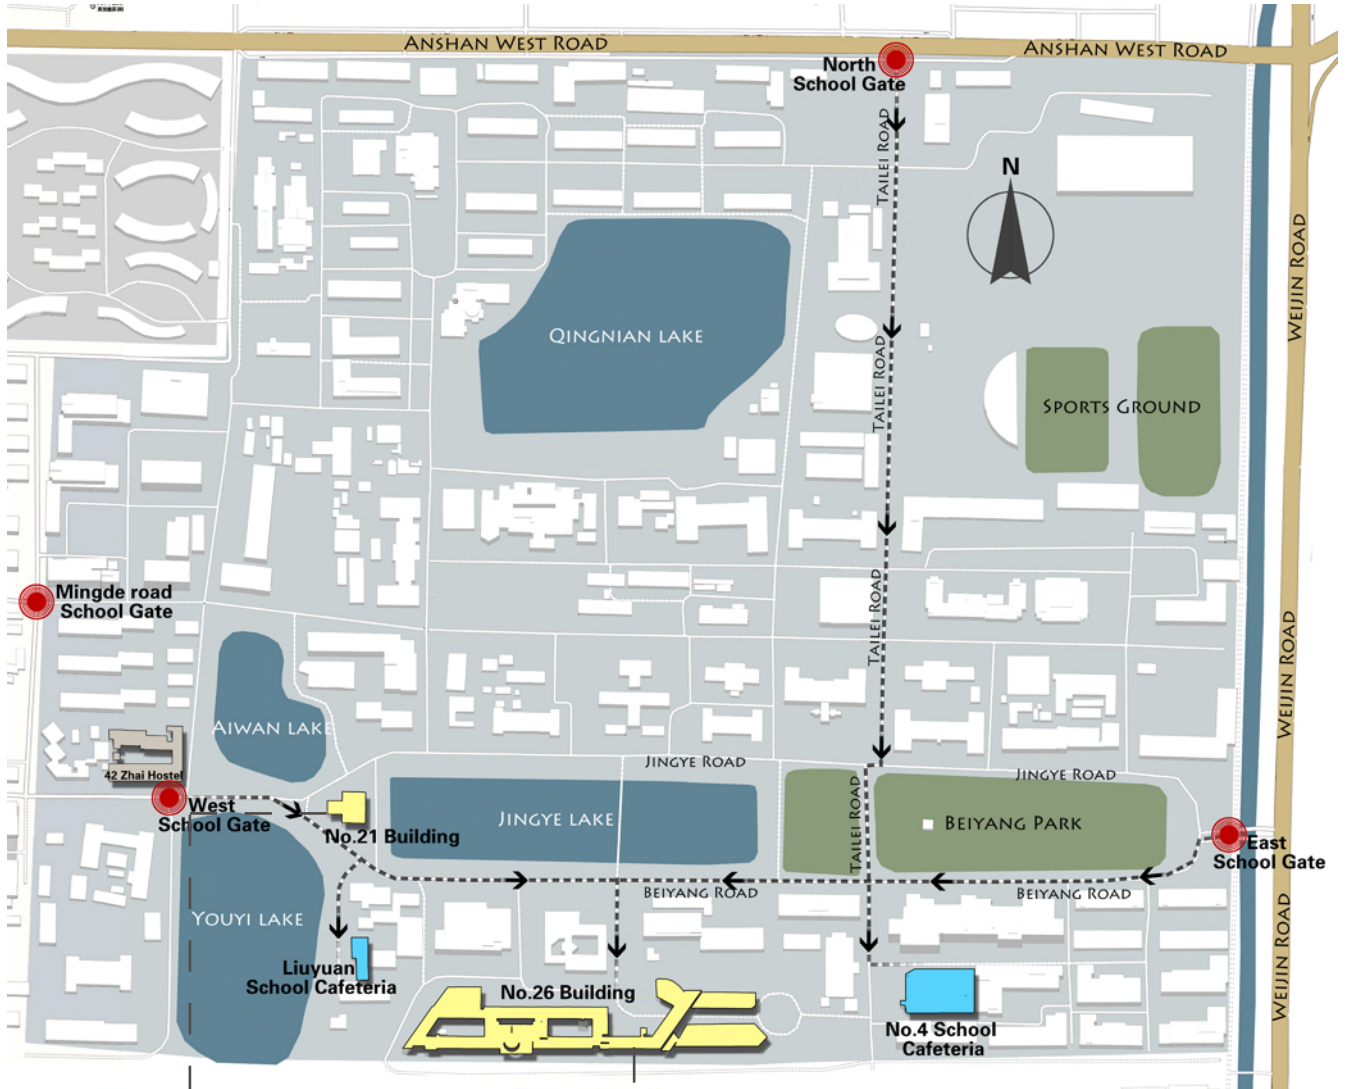 ANSHAN WEST ROAD
ANSHAN WEST ROAD
North
School Gate
TAILEI ROAD
N
WEIJIN ROAD
QINGNIAN LAKE
TAILEI ROAD
SPORTS GROUND
Mingde road
School Gate
TAILEI ROAD
WEIJIN ROAD
AIWAN LAKE
42 Zhai Hostel
JINGYE ROAD
JINGYE ROAD
West
School Gate
No.21 Building
JINGYE LAKE
TAILEI ROAD
BEIYANG PARK
East
School Gate
BEIYANG ROAD
BEIYANG ROAD
YOUYI LAKE
WEIJIN ROAD
Liuyuan
School Cafeteria
No.26 Building
No.4 School
Cafeteria